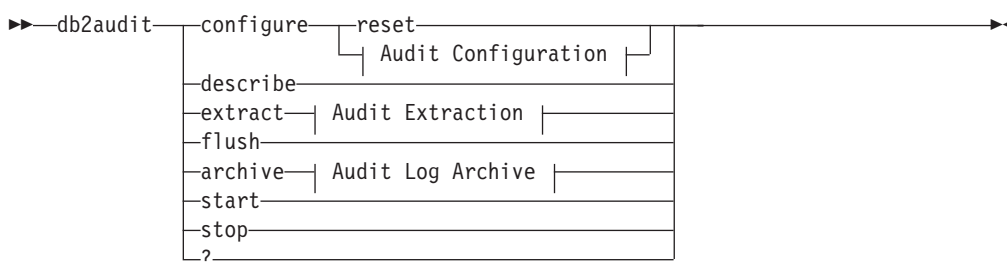 db2audit configure reset
Audit Configuration
describe
extract Audit Extraction
flush
archive Audit Log Archive
start
stop
?